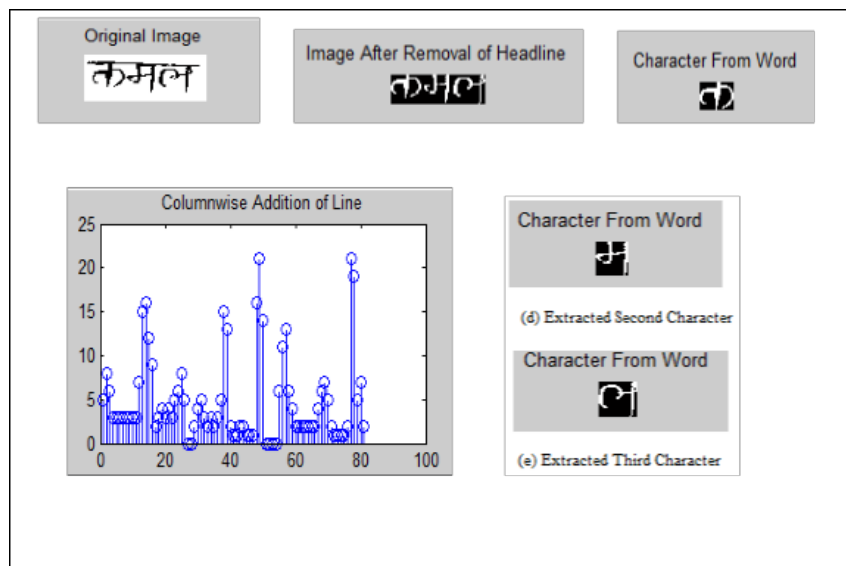 Original Image
कमल
Image After Removal of Headline
कमल
Character From Word
क
Columnwise Addition of Line
25
20
15
10
5
0
0 20 40 60 80 100
Character From Word
म
(d) Extracted Second Character
Character From Word
ल
(e) Extracted Third Character